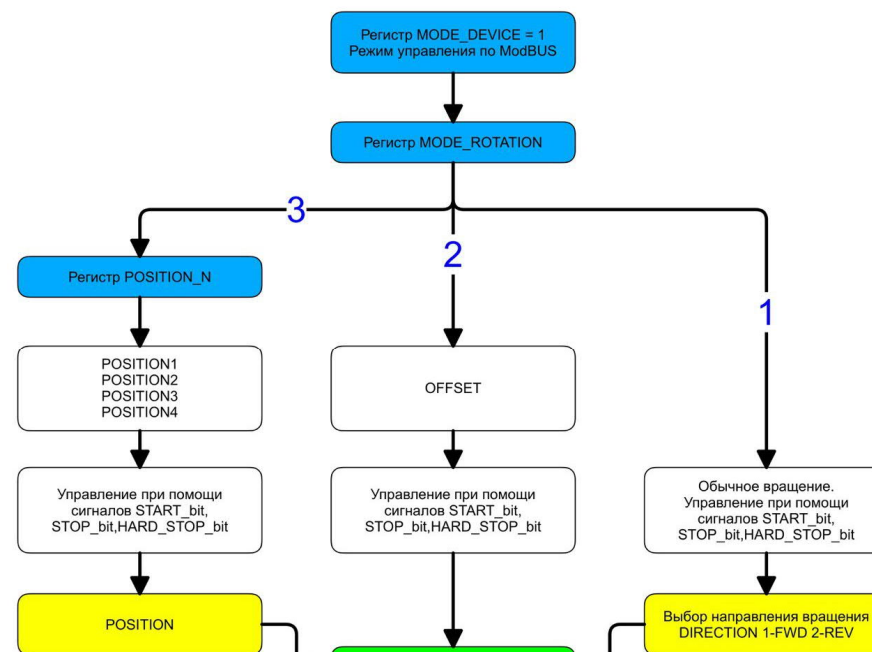 Регистр MODE_DEVICE = 1
Режим управления по ModBUS
Регистр MODE_ROTATION
3
2
1
Регистр POSITION_N
POSITION1
POSITION2
POSITION3
POSITION4
OFFSET
Управление при помощи
сигналов START_bit,
STOP_bit,HARD_STOP_bit
Управление при помощи
сигналов START_bit,
STOP_bit,HARD_STOP_bit
Обычное вращение.
Управление при помощи
сигналов START_bit,
STOP_bit,HARD_STOP_bit
POSITION
Выбор направления вращения
DIRECTION 1-FWD 2-REV